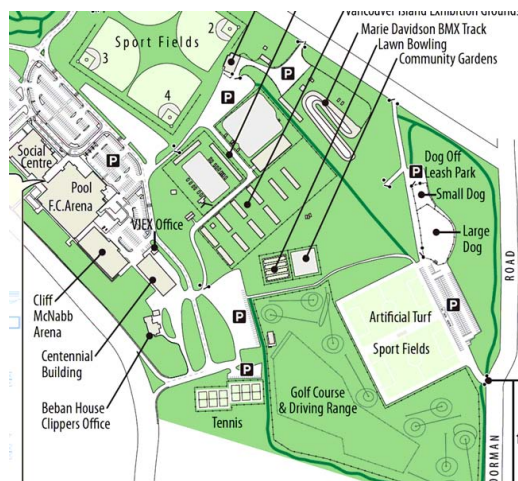 Vancouver Island Exhibition Grounds
Marie Davidson BMX Track
Lawn Bowling
Community Gardens
Sport Fields
2
3
4
P
P
P
Social
Centre
Pool
F.C.Arena
VIEX Office
Dog Off
Leash Park
P
Small Dog
Large
Dog
Cliff
McNabb
Arena
Centennial
Building
Beban House
Clippers Office
P
P
Tennis
Artificial Turf
Sport Fields
P
Golf Course
& Driving Range
ROAD
DORMAN